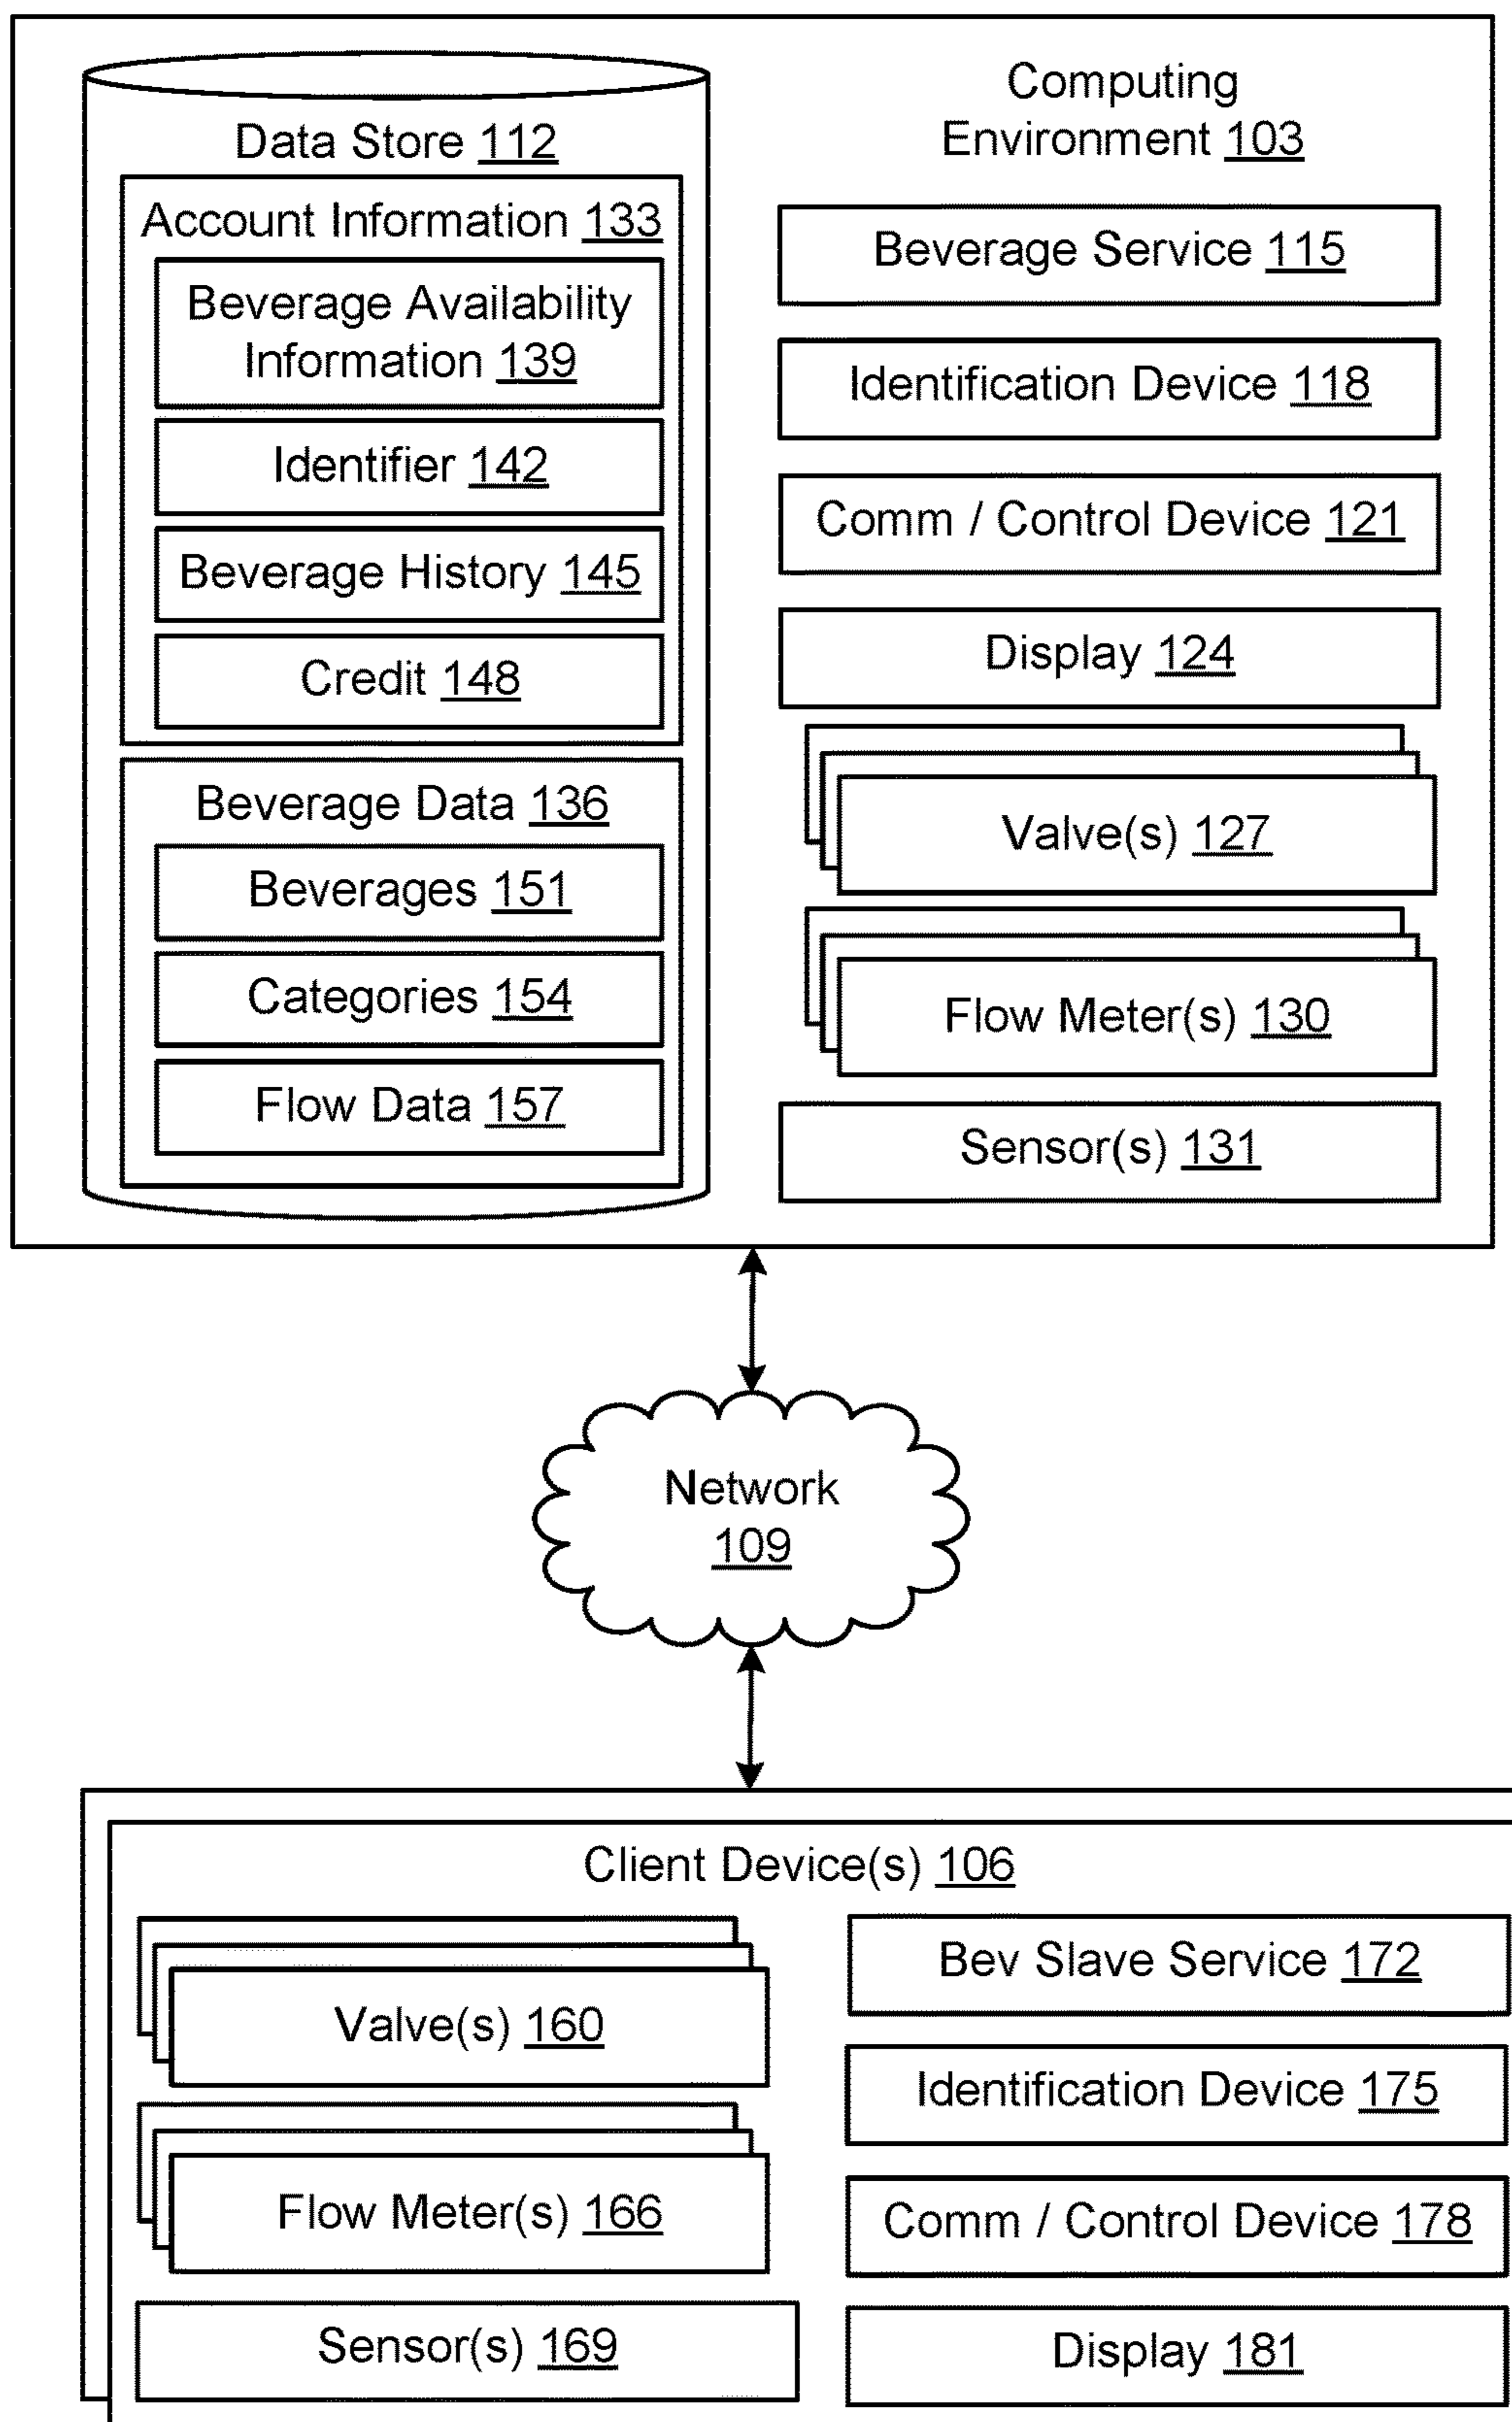 Data Store 112
Account Information 133
Beverage Availability
Information 139
Identifier 142
Beverage History 145
Credit 148
Beverage Data 136
Beverages 151
Categories 154
Flow Data 157
Computing
Environment 103
Beverage Service 115
Identification Device 118
Comm / Control Device 121
Display 124
Valve(s) 127
Flow Meter(s) 130
Sensor(s) 131
Network
109
Client Device(s) 106
Valve(s) 160
Flow Meter(s) 166
Sensor(s) 169
Bev Slave Service 172
Identification Device 175
Comm / Control Device 178
Display 181